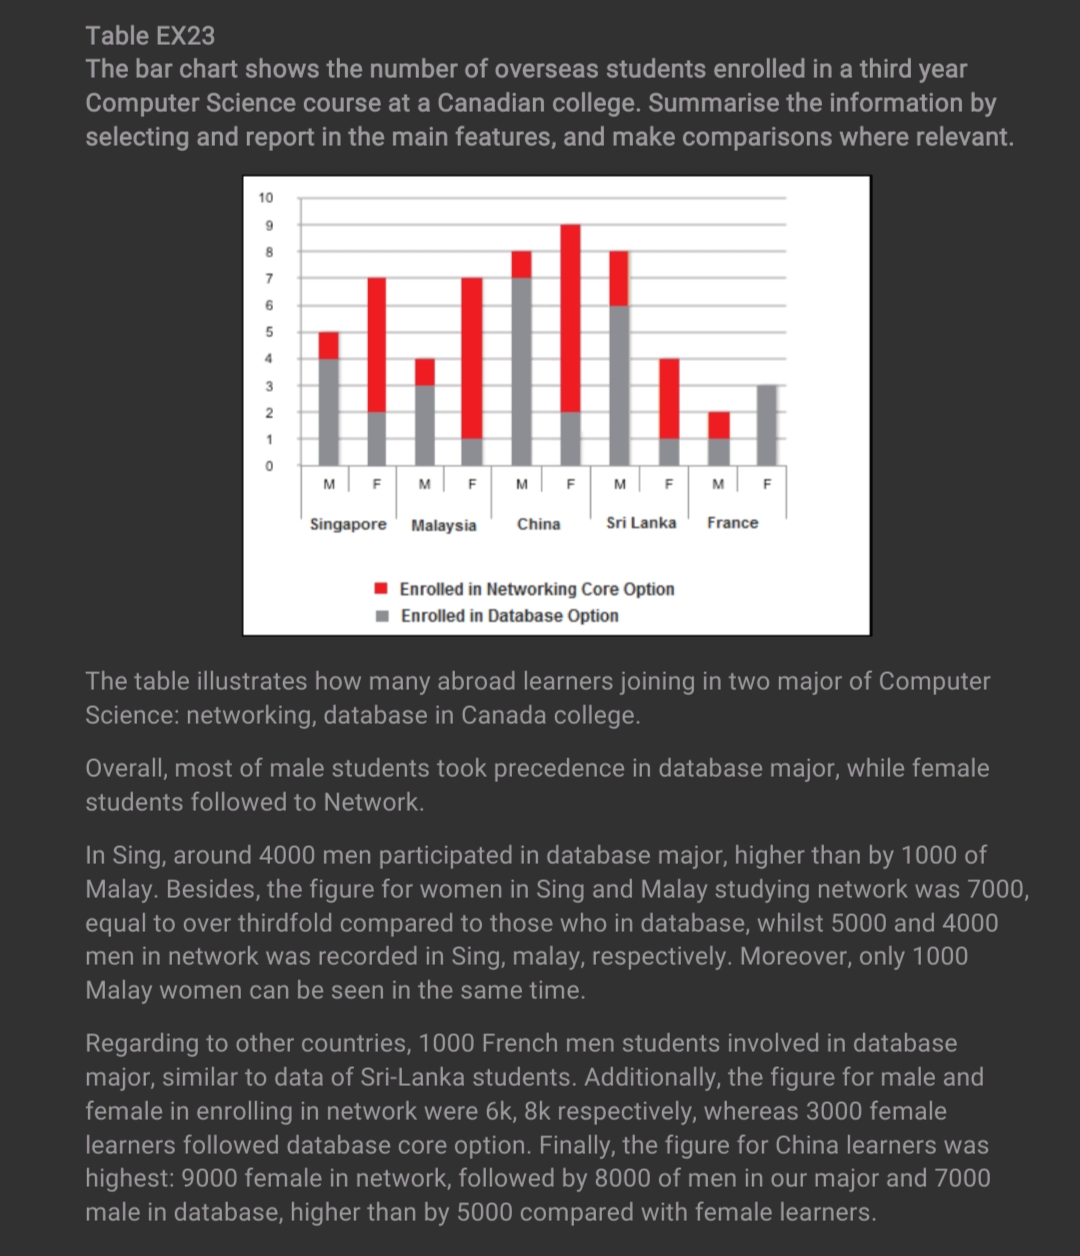 Table EX23
The bar chart shows the number of overseas students enrolled in a third year
Computer Science course at a Canadian college. Summarise the information by
selecting and report in the main features, and make comparisons where relevant.
10
9
8
7
6
5
4
3
2
1
0
M F M F M F M F M F
Singapore Malaysia China Sri Lanka France
Enrolled in Networking Core Option
Enrolled in Database Option
The table illustrates how many abroad learners joining in two major of Computer
Science: networking, database in Canada college.
Overall, most of male students took precedence in database major, while female
students followed to Network.
In Sing, around 4000 men participated in database major, higher than by 1000 of
Malay. Besides, the figure for women in Sing and Malay studying network was 7000,
equal to over thirdfold compared to those who in database, whilst 5000 and 4000
men in network was recorded in Sing, malay, respectively. Moreover, only 1000
Malay women can be seen in the same time.
Regarding to other countries, 1000 French men students involved in database
major, similar to data of Sri-Lanka students. Additionally, the figure for male and
female in enrolling in network were 6k, 8k respectively, whereas 3000 female
learners followed database core option. Finally, the figure for China learners was
highest: 9000 female in network, followed by 8000 of men in our major and 7000
male in database, higher than by 5000 compared with female learners.